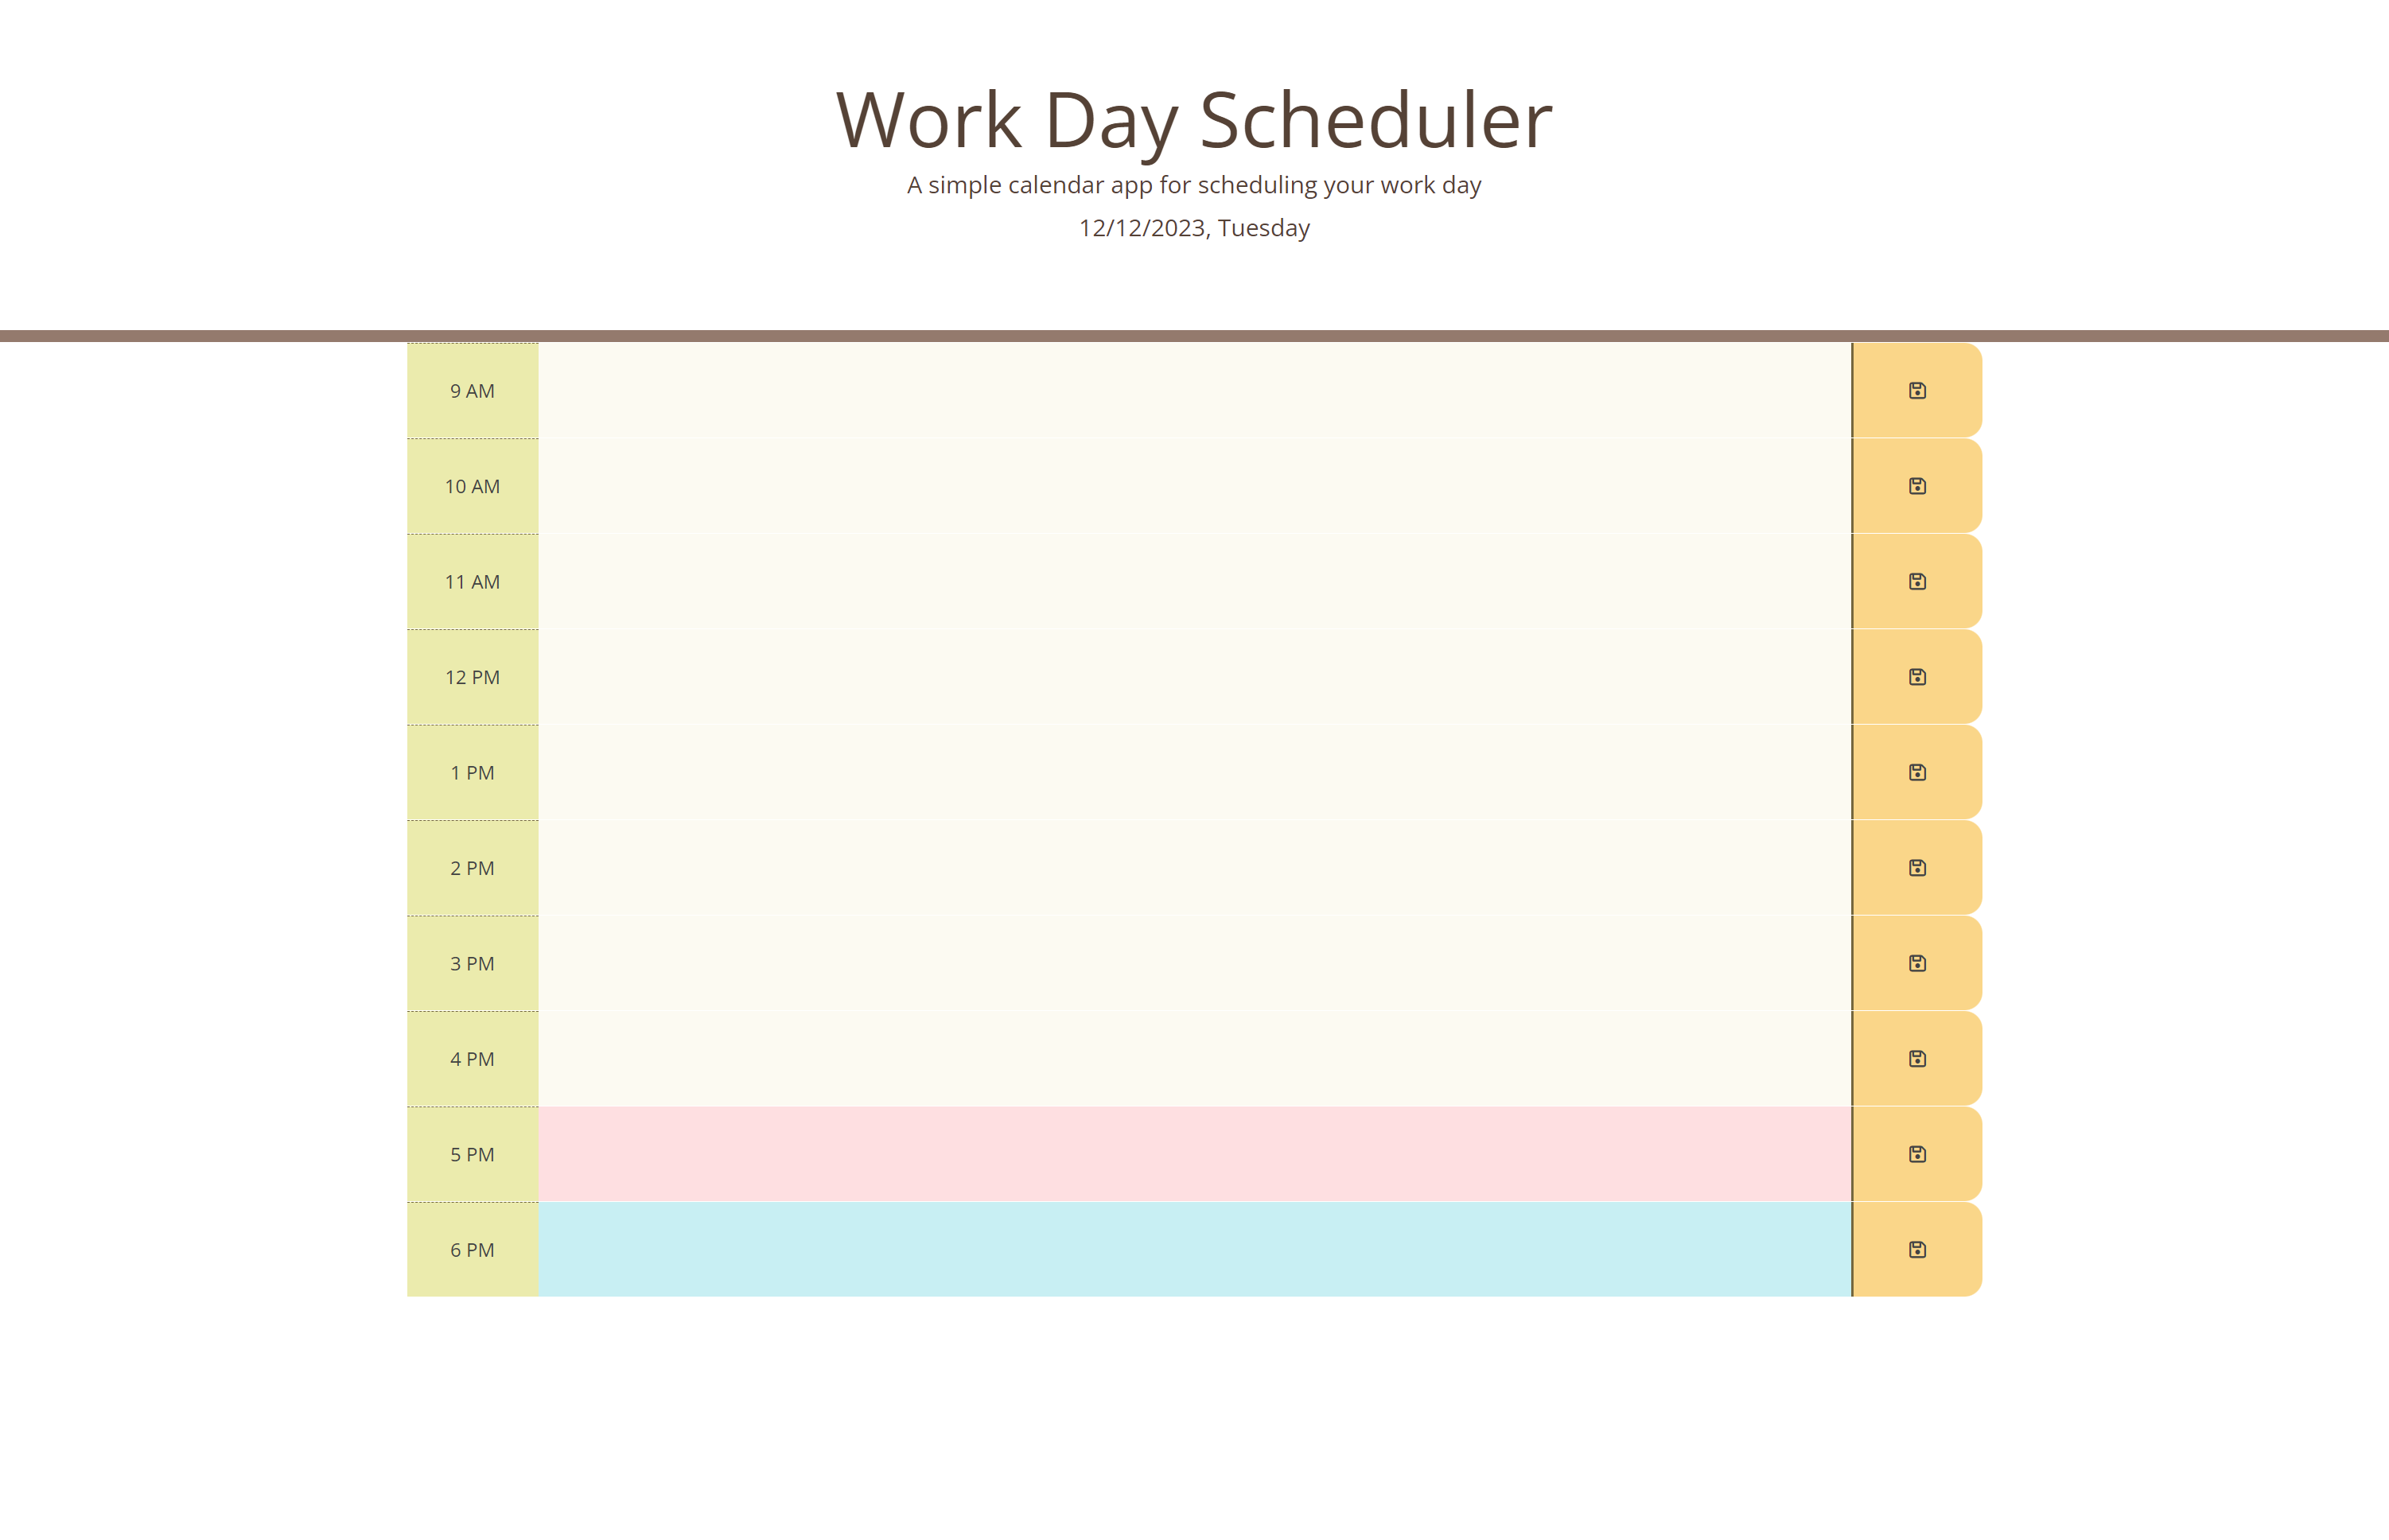 Work Day Scheduler
A simple calendar app for scheduling your work day
12/12/2023, Tuesday
9 AM
10 AM
11 AM
12 PM
1 PM
2 PM
3 PM
4 PM
5 PM
6 PM